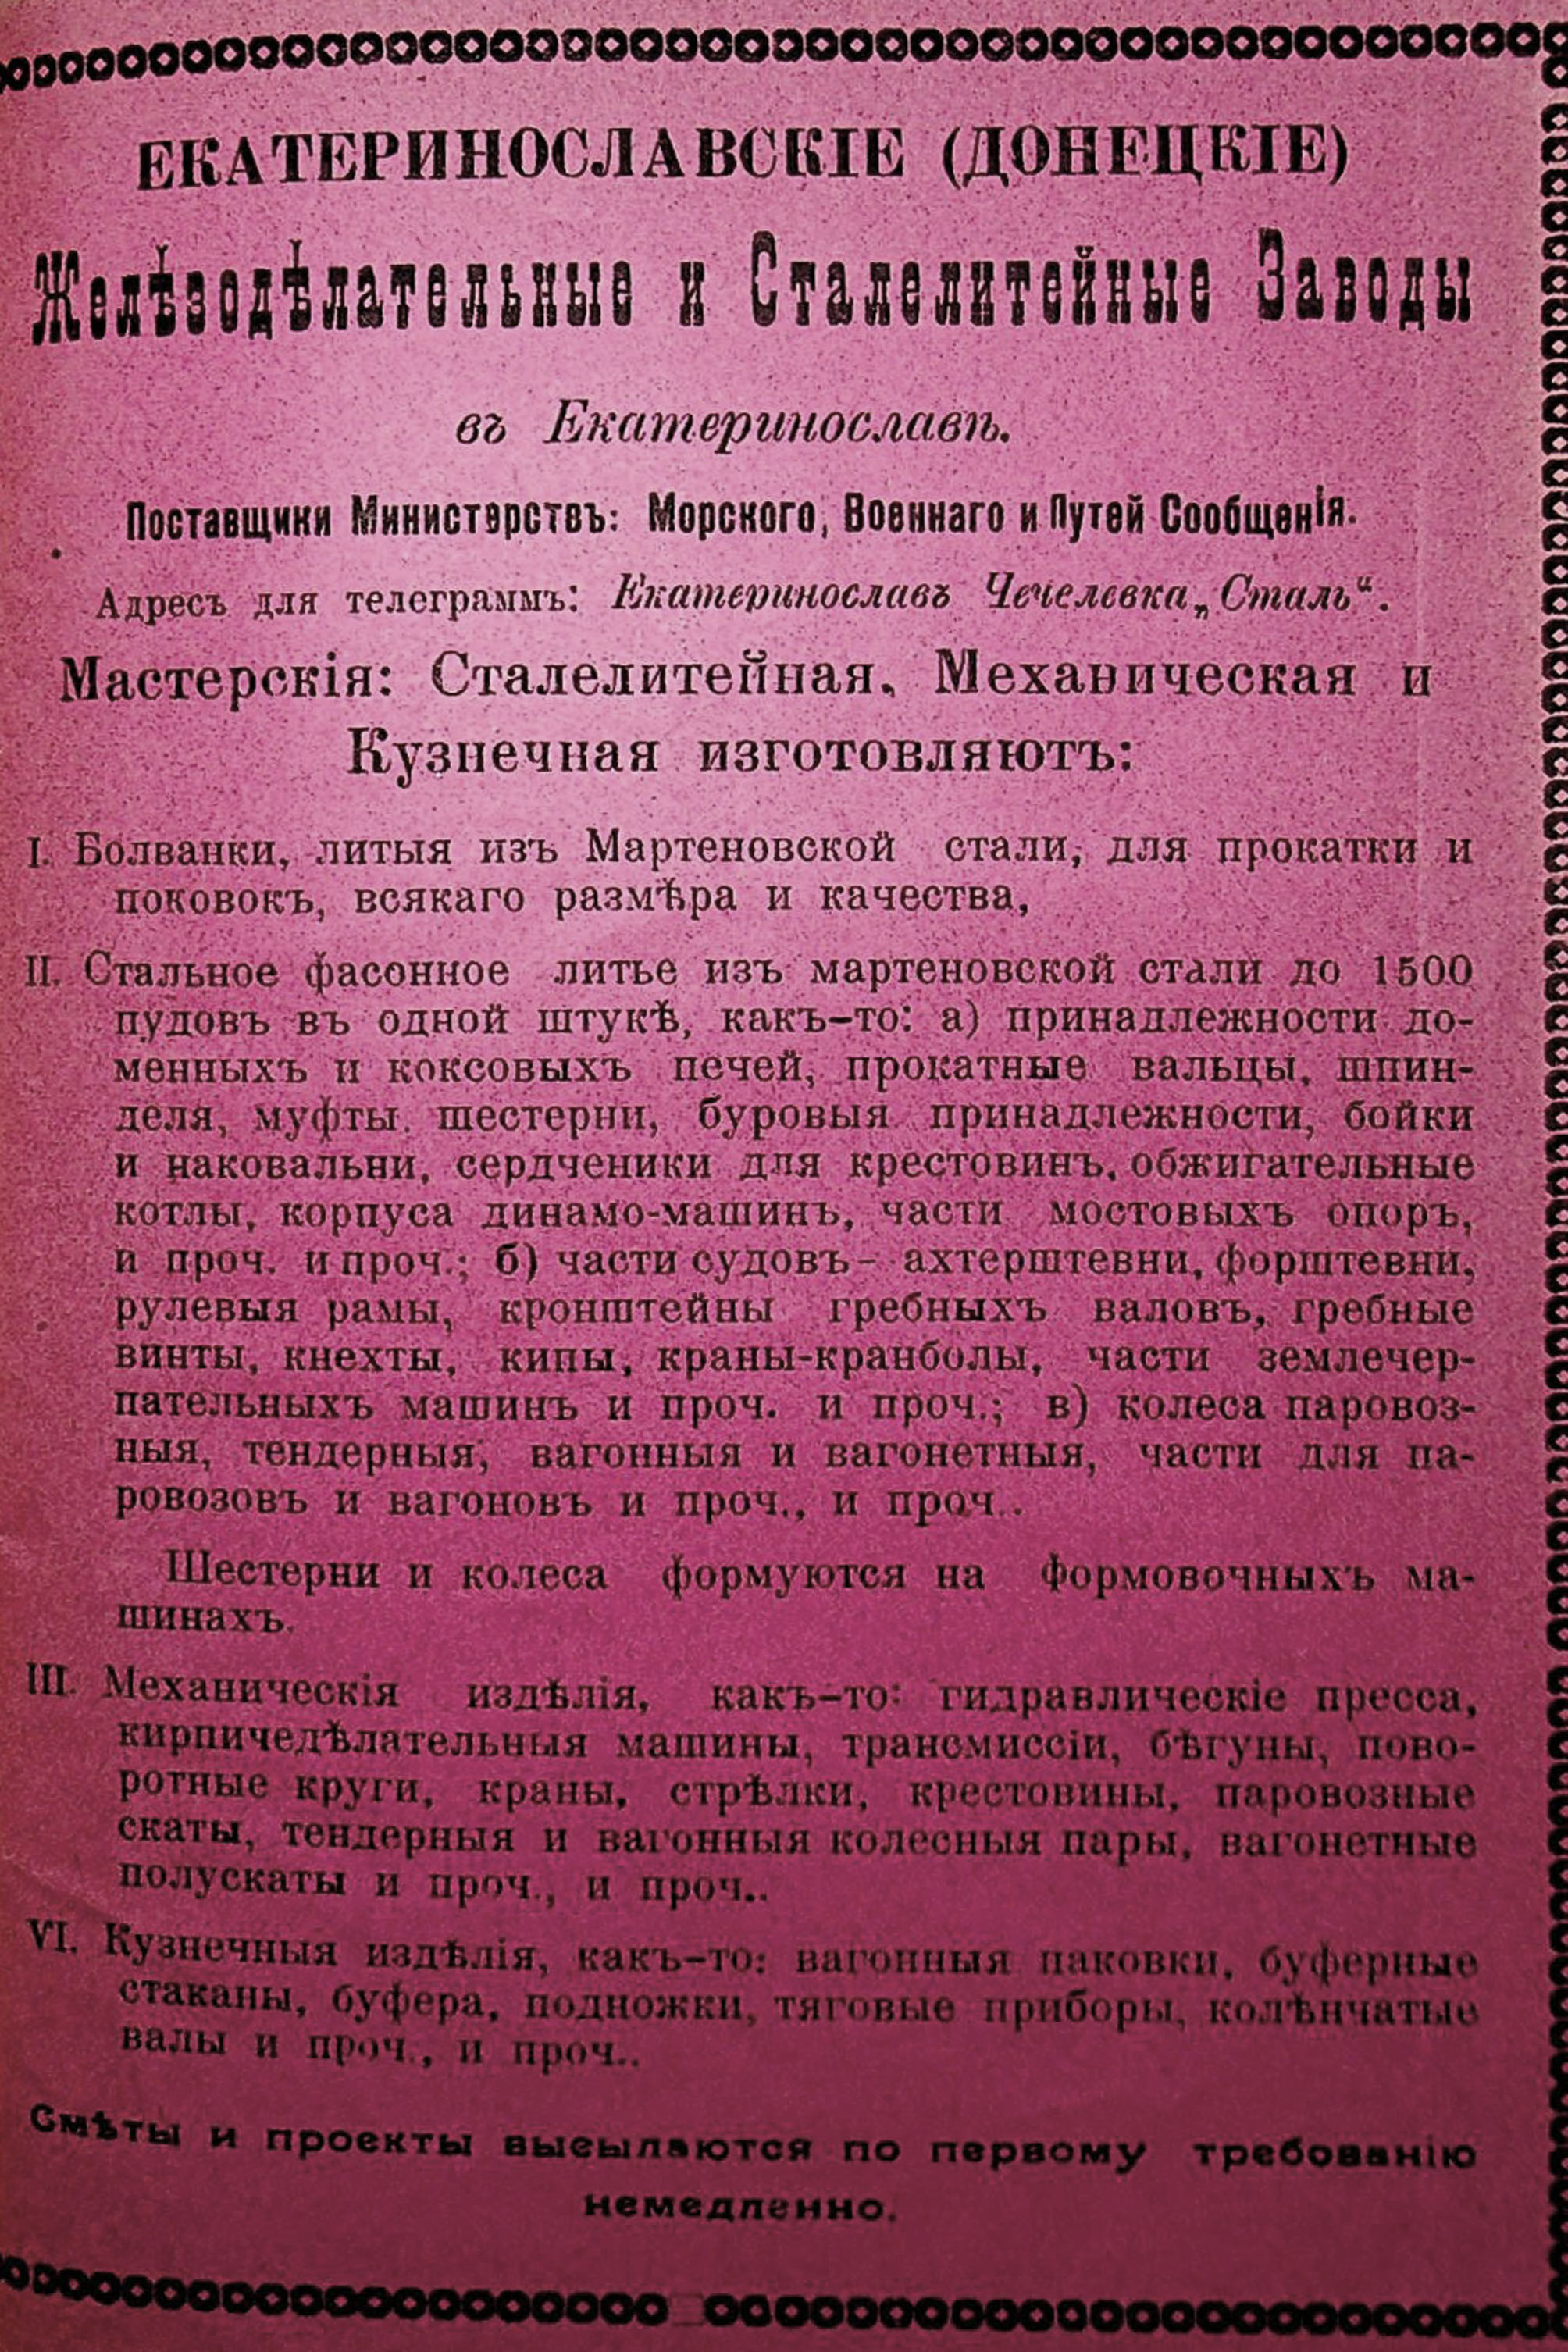 ЕКАТЕРИНОСЛАВСКІЕ (ДОНЕЦКІЕ)
Желѣзодѣлательные и Сталелитейные Заводы
въ Екатеринославѣ.
Поставщики Министерствъ: Морского, Военнаго и Путей Сообщенія.
Адресъ для телеграммъ: Екатеринославъ Чечелевка „Сталь“.
Мастерскія: Сталелитейная, Механическая и
Кузнечная изготовляютъ:
I. Болванки, литыя изъ Мартеновской стали, для прокатки и
поковокъ, всякаго размѣра и качества,
II. Стальное фасонное литье изъ мартеновской стали до 1500
пудовъ въ одной штукѣ, какъ-то: а) принадлежности до-
менныхъ и коксовыхъ печей, прокатные вальцы, шпин-
деля, муфты. шестерни, буровыя принадлежности, бойки
и наковальни, сердченики для крестовинъ, обжигательные
котлы, корпуса динамо-машинъ, части мостовыхъ опоръ,
и проч. и проч.; б) части судовъ- ахтерштевни, форштевни,
рулевыя рамы, кронштейны гребныхъ валовъ, гребные
винты, кнехты, кипы, краны-кранболы, части землечер-
пательныхъ машинъ и проч. и проч.; в) колеса паровоз-
ныя, тендерныя, вагонныя и вагонетныя, части для па-
ровозовъ и вагоновъ и проч., и проч..
Шестерни и колеса формуются на формовочныхъ ма-
шинахъ.
III. Механическія издѣлія, какъ-то: гидравлическіе пресса,
кирпичедѣлательныя машины, трансмиссіи, бѣгуны, пово-
ротные круги, краны, стрѣлки, крестовины, паровозные
скаты, тендерныя и вагонныя колесныя пары, вагонетные
полускаты и проч., и проч..
VI. Кузнечныя издѣлія, какъ-то: вагонныя паковки, буферные
стаканы, буфера, подножки, тяговые приборы, колѣнчатые
валы и проч., и проч..
Смѣты и проекты высылаются по первому требованію
немедленно.